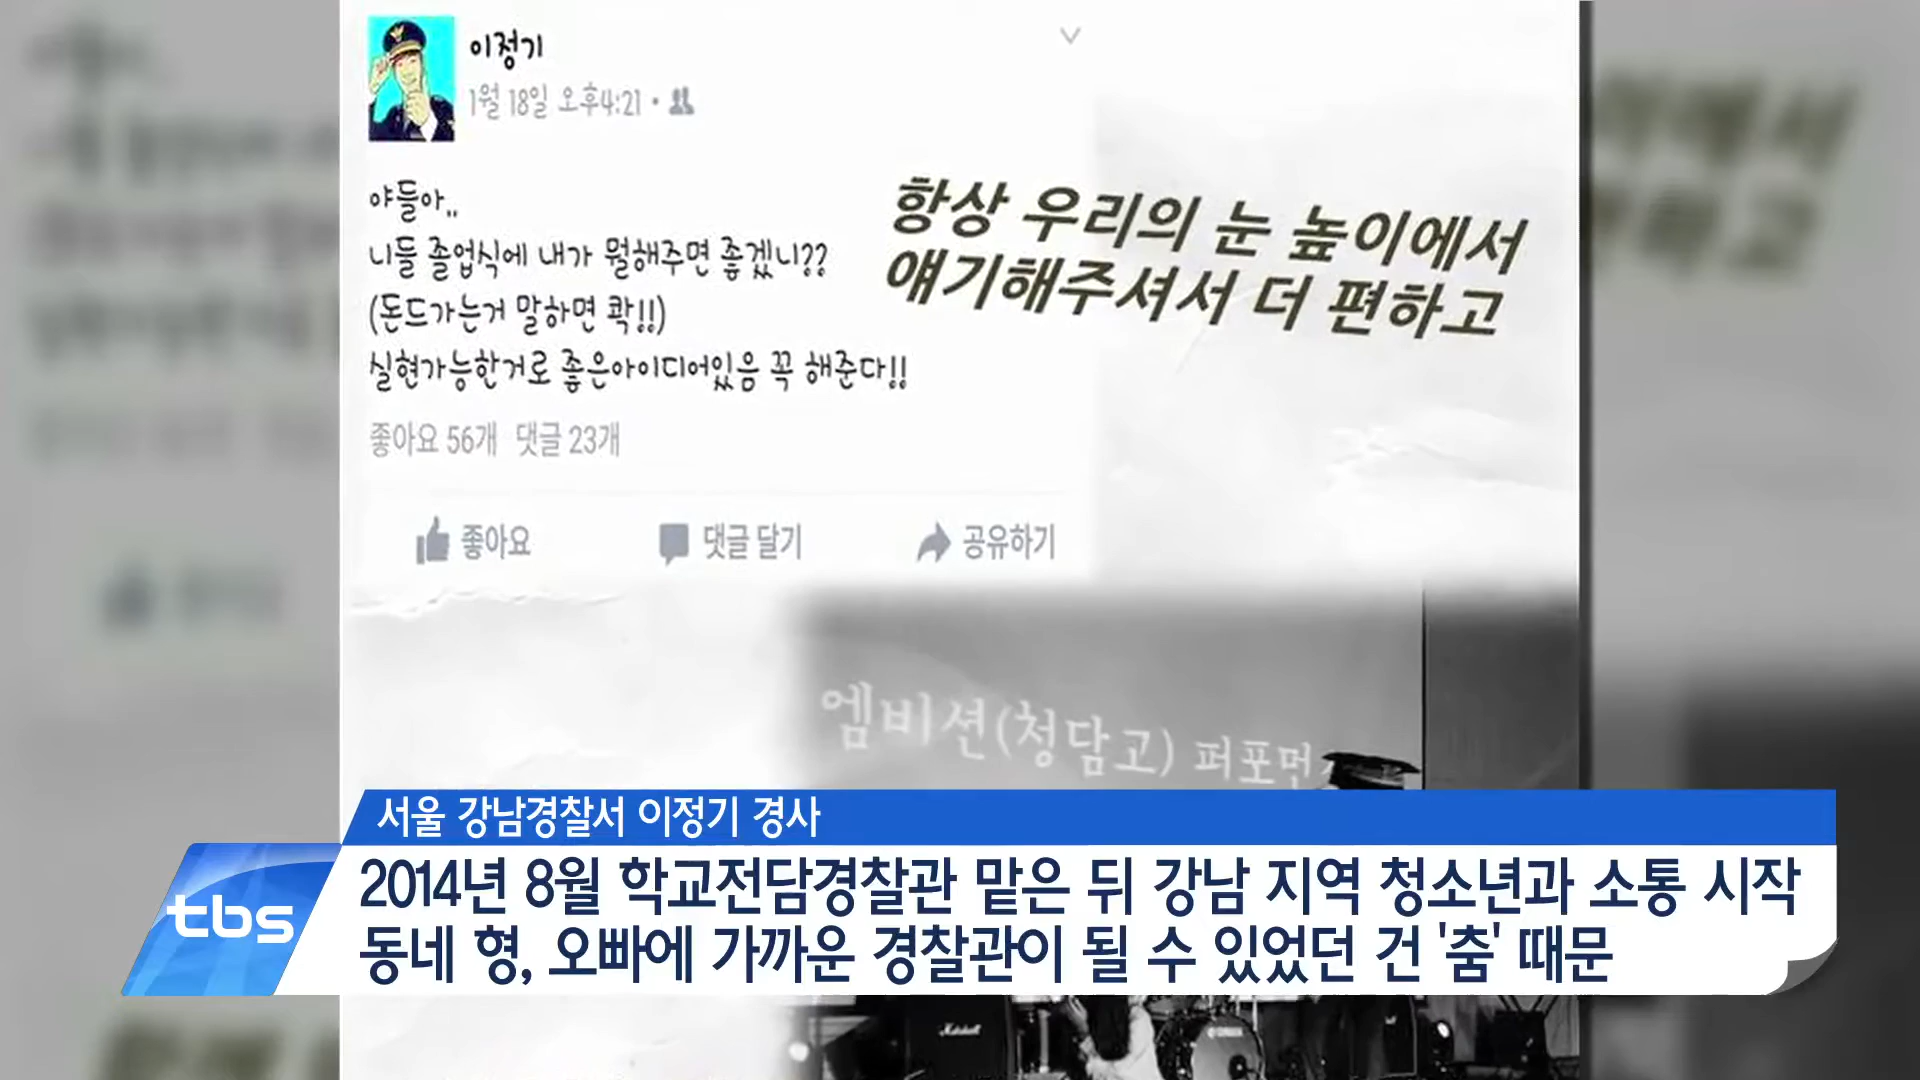 이정기
1월 18일 오후4:21
야들아..
니들 졸업식에 내가 뭘해주면 좋겠니??
(돈드가는거 말하면 콱!!)
실현가능한거로 좋은아이디어있음 꼭 해준다!!
좋아요 56개 댓글 23개
좋아요 댓글 달기 공유하기
항상 우리의 눈 높이에서
얘기해주셔서 더 편하고
엠비션(청담고) 퍼포먼
서울 강남경찰서 이정기 경사
tbs
2014년 8월 학교전담경찰관 맡은 뒤 강남 지역 청소년과 소통 시작
동네 형, 오빠에 가까운 경찰관이 될 수 있었던 건 '춤' 때문
Marshall
YAMAHA